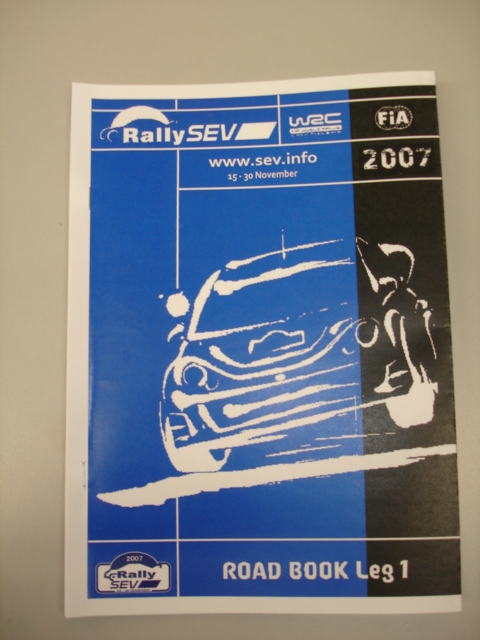 RallySEV
WRC
FiA
www.sev.info
15 - 30 November
2007
2007
Rally
SEV
ROAD BOOK Leg 1